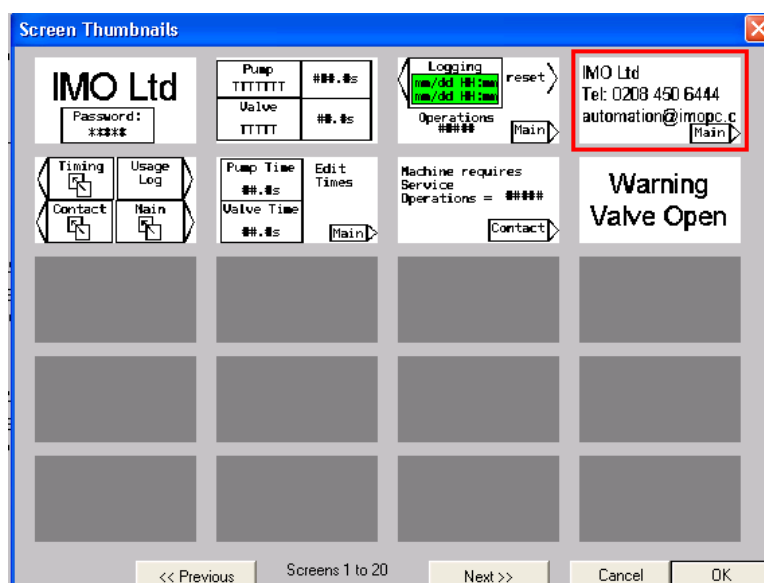 Screen Thumbnails
IMO Ltd
Password:
*****
Pump
TTTTTTT
###.#s
Valve
TTTTT
##.#s
Logging
mm/dd HH:mm
mm/dd HH:mm
reset
Operations
#####
Main
IMO Ltd
Tel: 0208 450 6444
automation@imopc.c
Main
Timing
Usage
Log
Contact
Main
Pump Time
##.#s
Edit
Times
Valve Time
##.#s
Main
Machine requires
Service
Operations = #####
Contact
Warning
Valve Open
<< Previous
Screens 1 to 20
Next >>
Cancel
OK